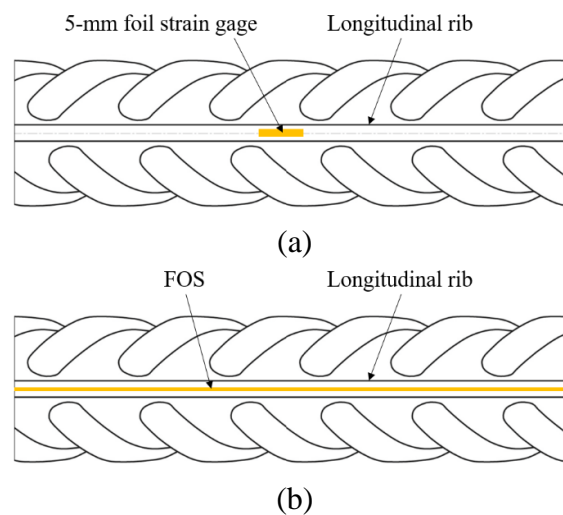 5-mm foil strain gage
Longitudinal rib
(a)
FOS
Longitudinal rib
(b)